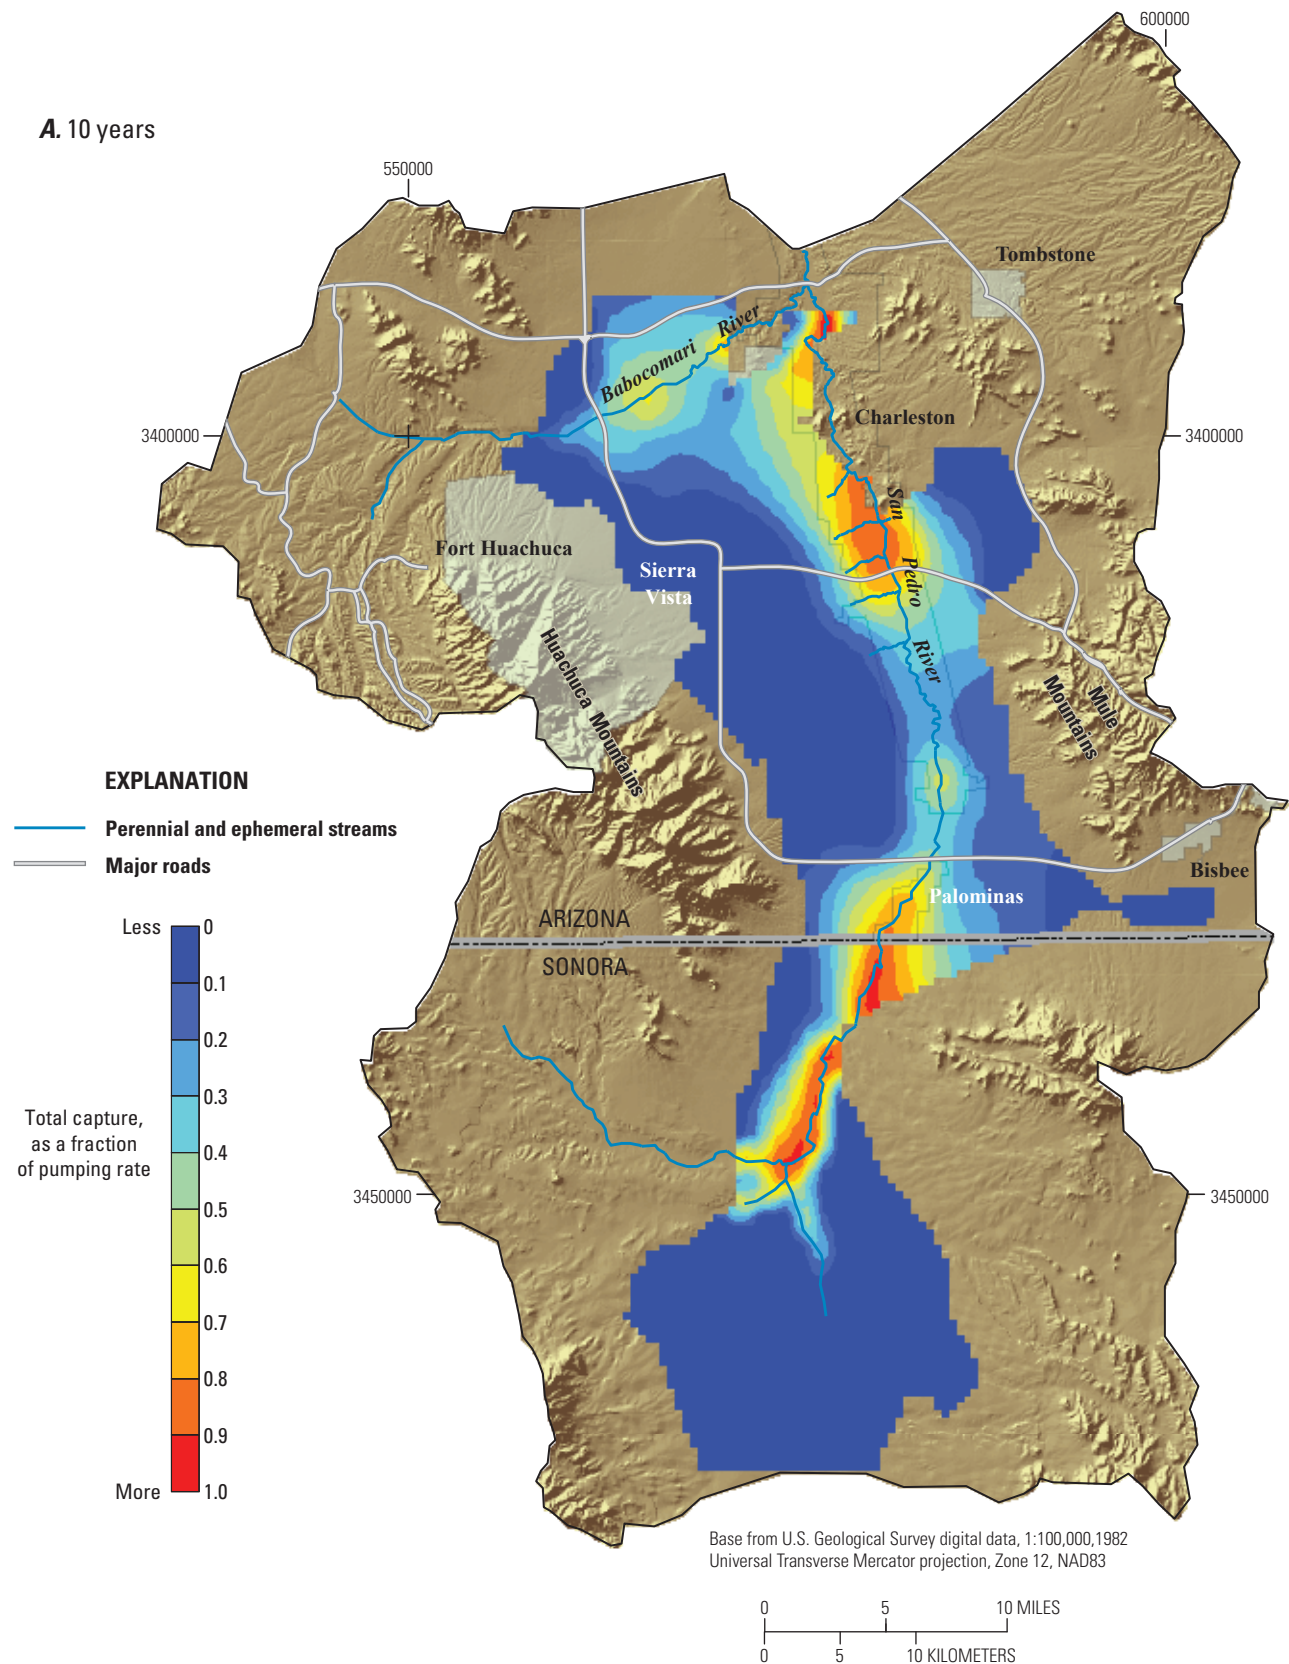 600000
A. 10 years
550000
Tombstone
Babocomari River
Charleston
3400000
3400000
San Pedro River
Fort Huachuca
Sierra
Vista
Huachuca Mountains
Mule
Mountains
EXPLANATION
Perennial and ephemeral streams
Major roads
Bisbee
Palominas
ARIZONA
SONORA
Less
0
0.1
0.2
0.3
0.4
0.5
0.6
0.7
0.8
0.9
1.0
More
Total capture,
as a fraction
of pumping rate
3450000
3450000
Base from U.S. Geological Survey digital data, 1:100,000,1982
Universal Transverse Mercator projection, Zone 12, NAD83
0 5 10 MILES
0 5 10 KILOMETERS